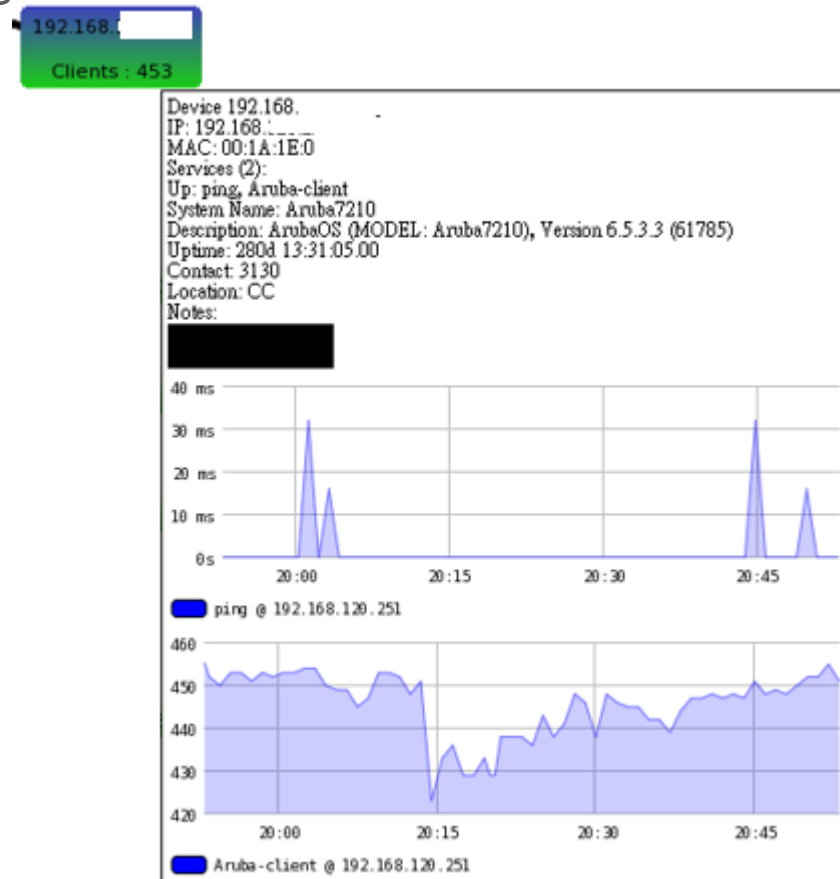 192.168.
Clients : 453
Device 192.168.
IP: 192.168.
MAC: 00:1A:1E:0
Services (2):
Up: ping, Aruba-client
System Name: Aruba7210
Description: ArubaOS (MODEL: Aruba7210), Version 6.5.3.3 (61785)
Uptime: 280d 13:31:05.00
Contact: 3130
Location: CC
Notes:
40 ms
30 ms
20 ms
10 ms
0s
20:00 20:15 20:30 20:45
ping @ 192.168.120.251
460
450
440
430
420
20:00 20:15 20:30 20:45
Aruba-client @ 192.168.120.251